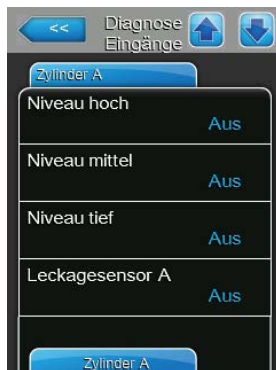 << Diagnose
Eingänge
Zylinder A
Niveau hoch
Aus
Niveau mittel
Aus
Niveau tief
Aus
Leckagesensor A
Aus
Zylinder A